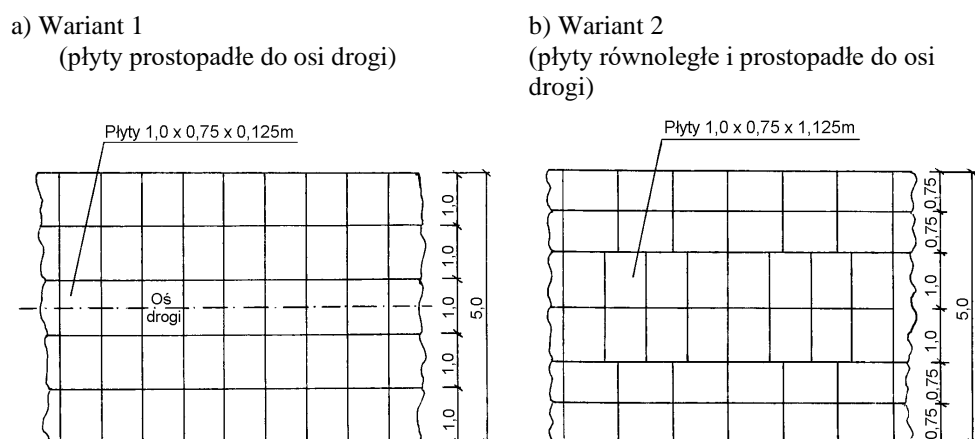 a) Wariant 1
(płyty prostopadłe do osi drogi)
Płyty 1,0 x 0,75 x 0,125m
Oś
drogi
1,0
1,0
1,0
1,0
1,0
5,0
b) Wariant 2
(płyty równoległe i prostopadłe do osi
drogi)
Płyty 1,0 x 0,75 x 1,125m
0,75
0,75
1,0
1,0
0,75
0,75
5,0